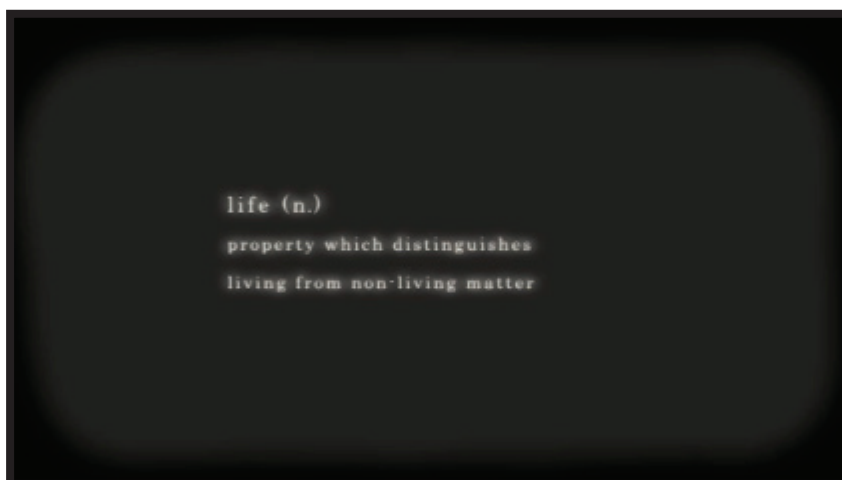 life (n.)
property which distinguishes
living from non-living matter